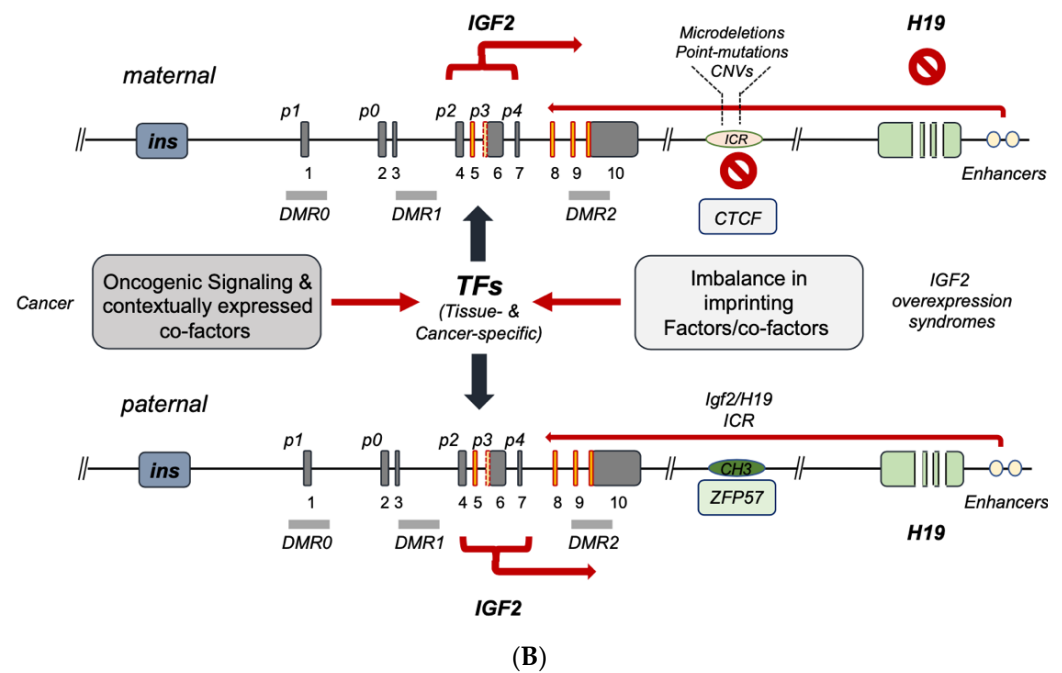 IGF2
Microdeletions
Point-mutations
CNVs
H19
maternal
p1 p0 p2 p3 p4
ins
ICR
1 2 3 4 5 6 7 8 9 10
Enhancers
DMR0 DMR1 DMR2
CTCF
Cancer
Oncogenic Signaling &
contextually expressed
co-factors
TFs
(Tissue- &
Cancer-specific)
Imbalance in
imprinting
Factors/co-factors
IGF2
overexpression
syndromes
paternal
Igf2/H19
ICR
p1 p0 p2 p3 p4
ins
CH3
1 2 3 4 5 6 7 8 9 10
ZFP57
Enhancers
DMR0 DMR1 DMR2
H19
IGF2
(B)